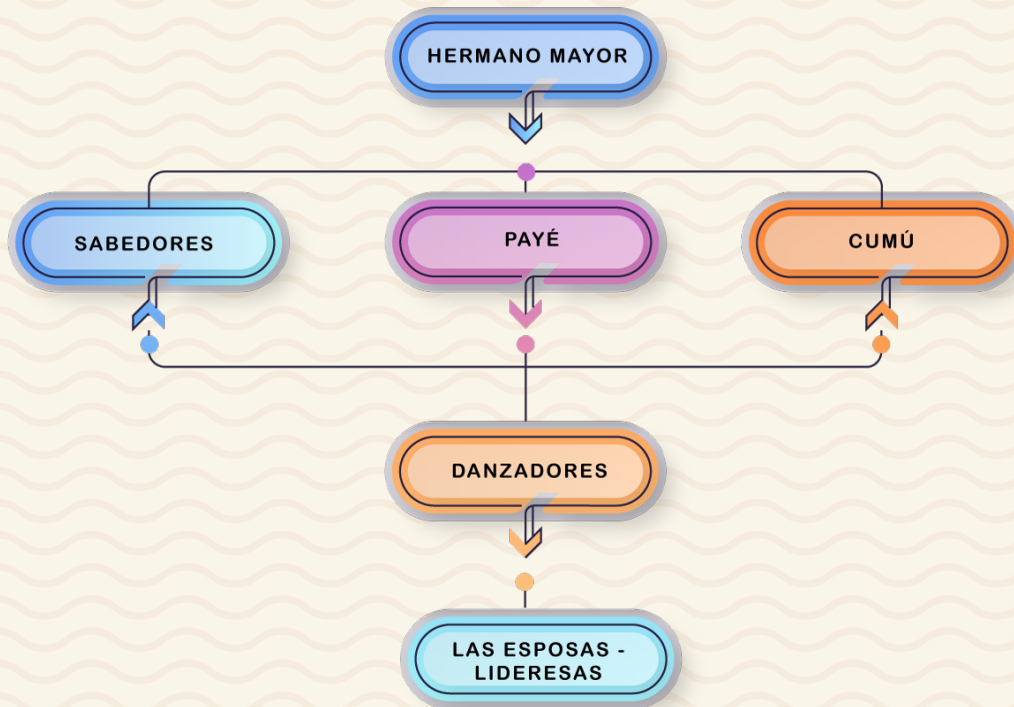 HERMANO MAYOR
SABEDORES
PAYÉ
CUMÚ
DANZADORES
LAS ESPOSAS -
LIDERESAS